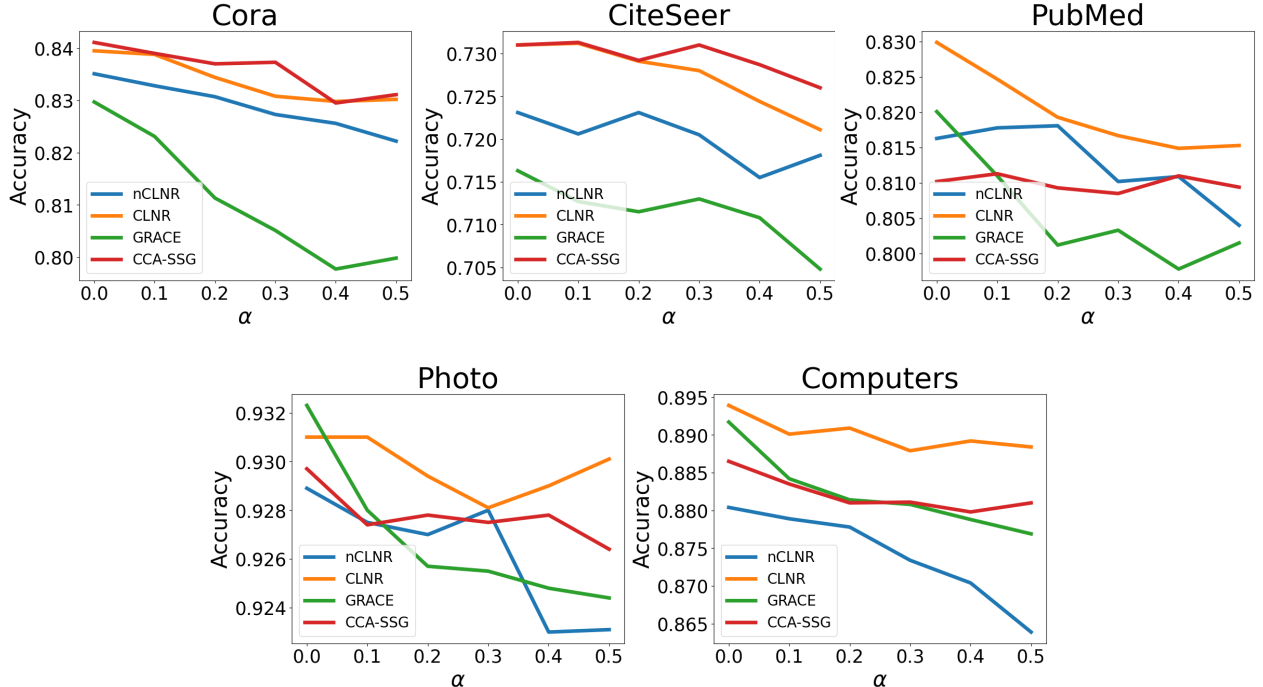 Cora
Accuracy
0.84
0.83
0.82
0.81
0.80
nCLNR
CLNR
GRACE
CCA-SSG
0.0 0.1 0.2 0.3 0.4 0.5
α
CiteSeer
Accuracy
0.730
0.725
0.720
0.715
0.710
0.705
nCLNR
CLNR
GRACE
CCA-SSG
0.0 0.1 0.2 0.3 0.4 0.5
α
PubMed
Accuracy
0.830
0.825
0.820
0.815
0.810
0.805
0.800
nCLNR
CLNR
GRACE
CCA-SSG
0.0 0.1 0.2 0.3 0.4 0.5
α
Photo
Accuracy
0.932
0.930
0.928
0.926
0.924
nCLNR
CLNR
GRACE
CCA-SSG
0.0 0.1 0.2 0.3 0.4 0.5
α
Computers
Accuracy
0.895
0.890
0.885
0.880
0.875
0.870
0.865
nCLNR
CLNR
GRACE
CCA-SSG
0.0 0.1 0.2 0.3 0.4 0.5
α